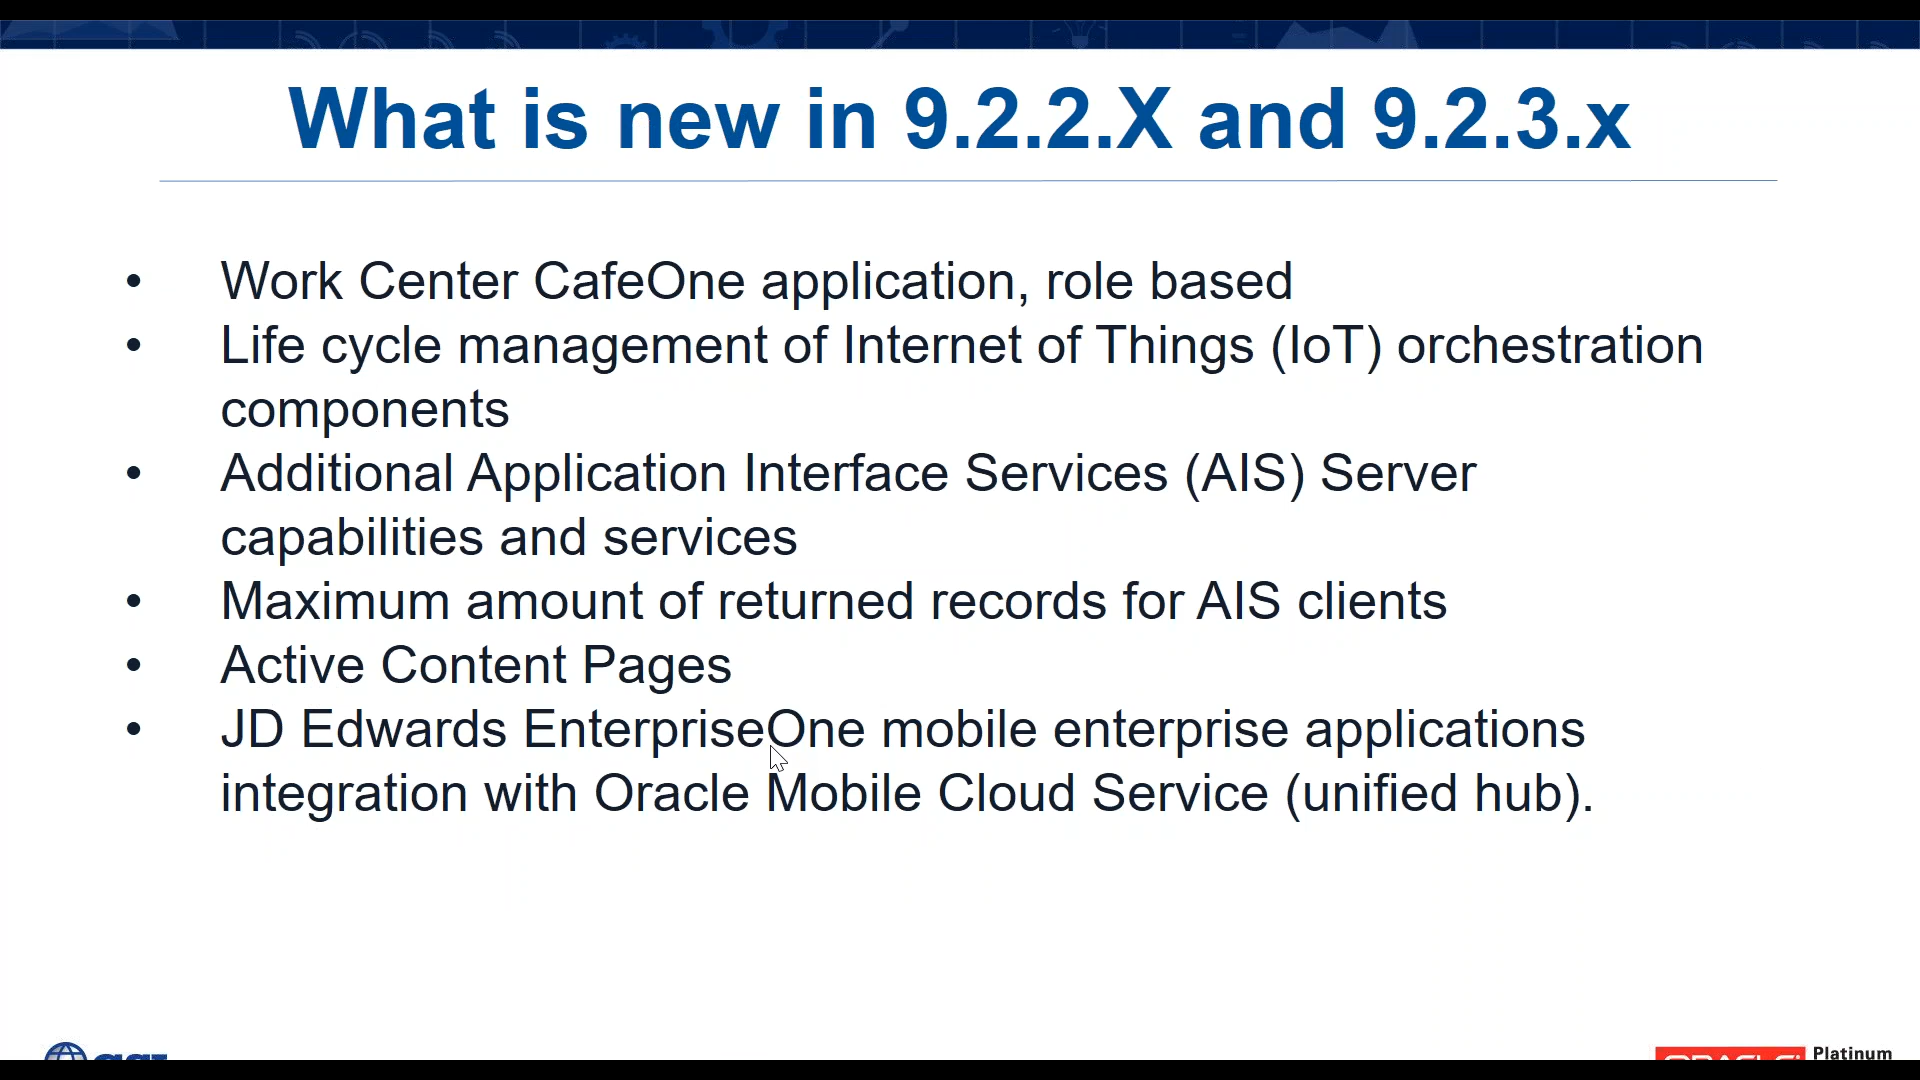 What is new in 9.2.2.X and 9.2.3.x
• Work Center CafeOne application, role based
• Life cycle management of Internet of Things (IoT) orchestration
components
• Additional Application Interface Services (AIS) Server
capabilities and services
• Maximum amount of returned records for AIS clients
• Active Content Pages
• JD Edwards EnterpriseOne mobile enterprise applications
integration with Oracle Mobile Cloud Service (unified hub).
ORACLE Platinum